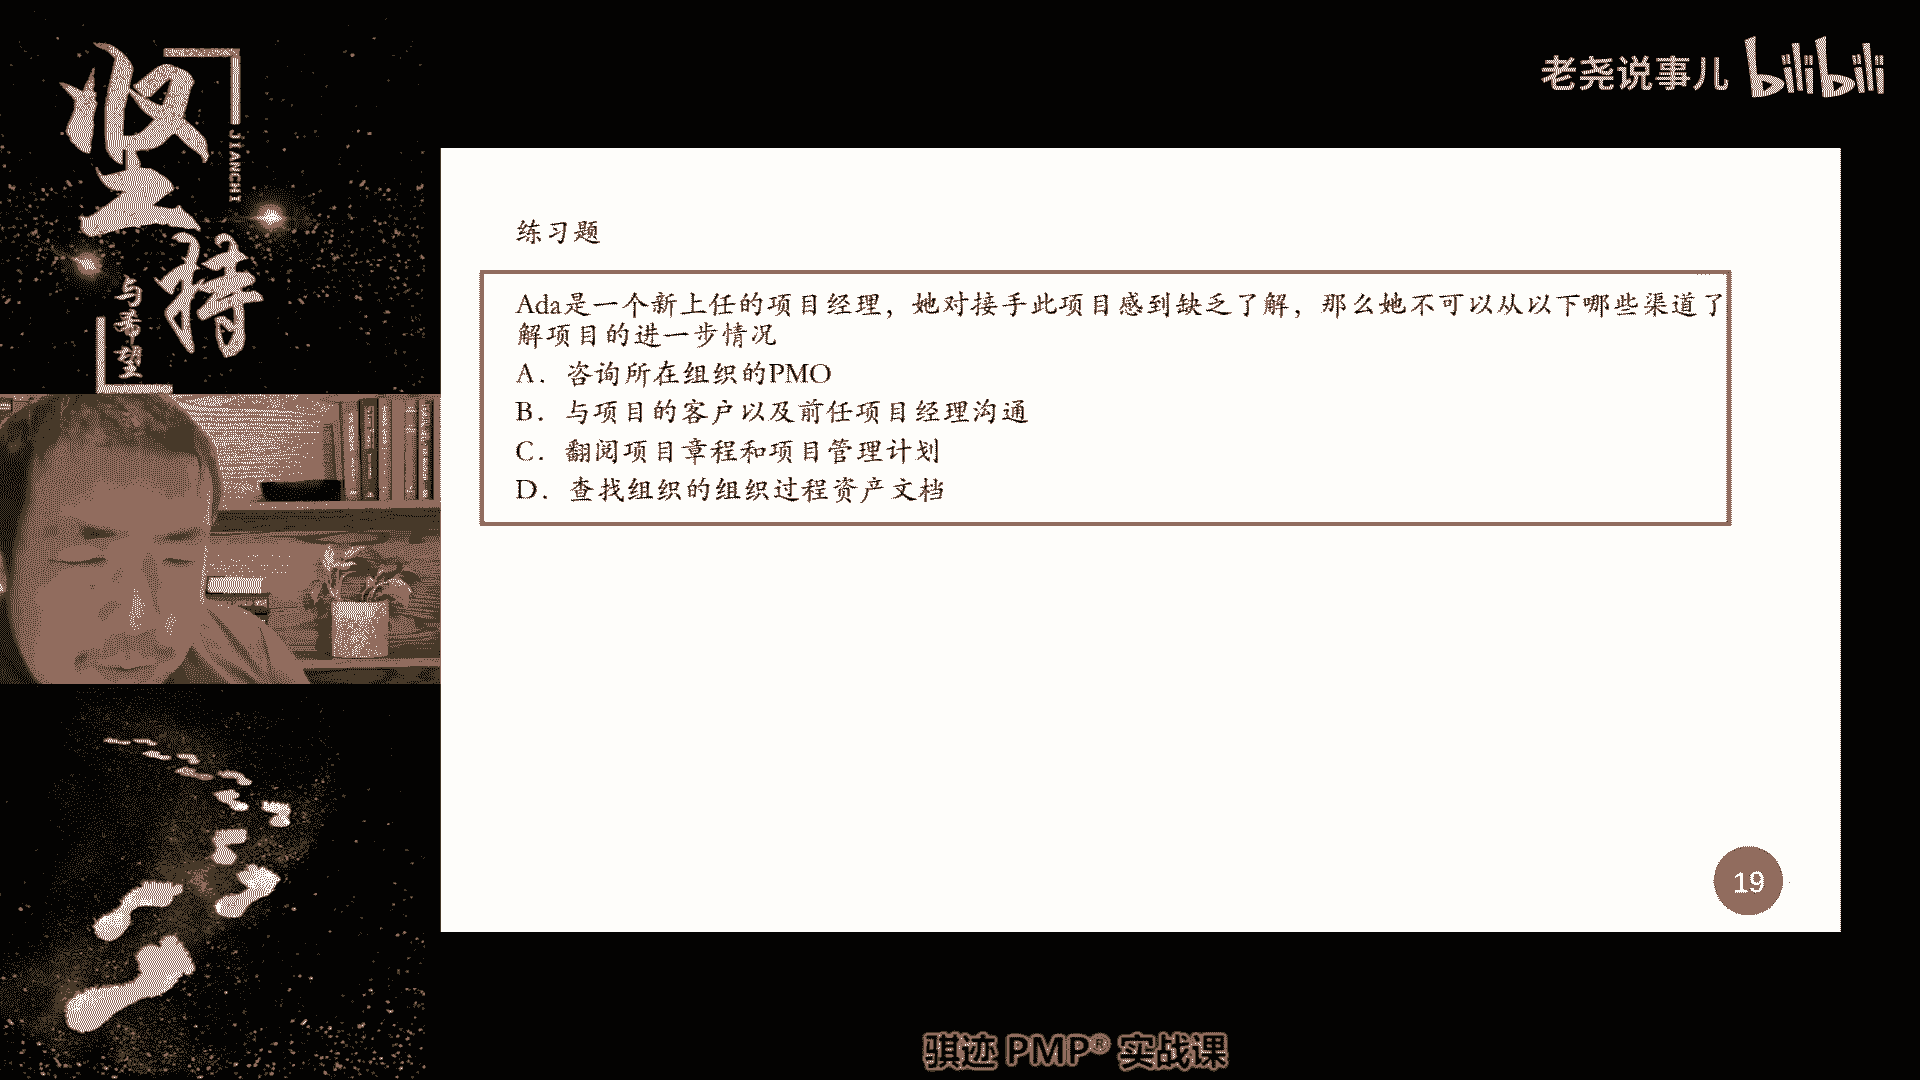 坚持
JIANCHI
与希望
老尧说事儿 bilibili
练习题
Ada是一个新上任的项目经理，她对接手此项目感到缺乏了解，那么她不可以从以下哪些渠道了
解项目的进一步情况
A．咨询所在组织的PMO
B．与项目的客户以及前任项目经理沟通
C．翻阅项目章程和项目管理计划
D．查找组织的组织过程资产文档
19
骐迹 PMP® 实战课